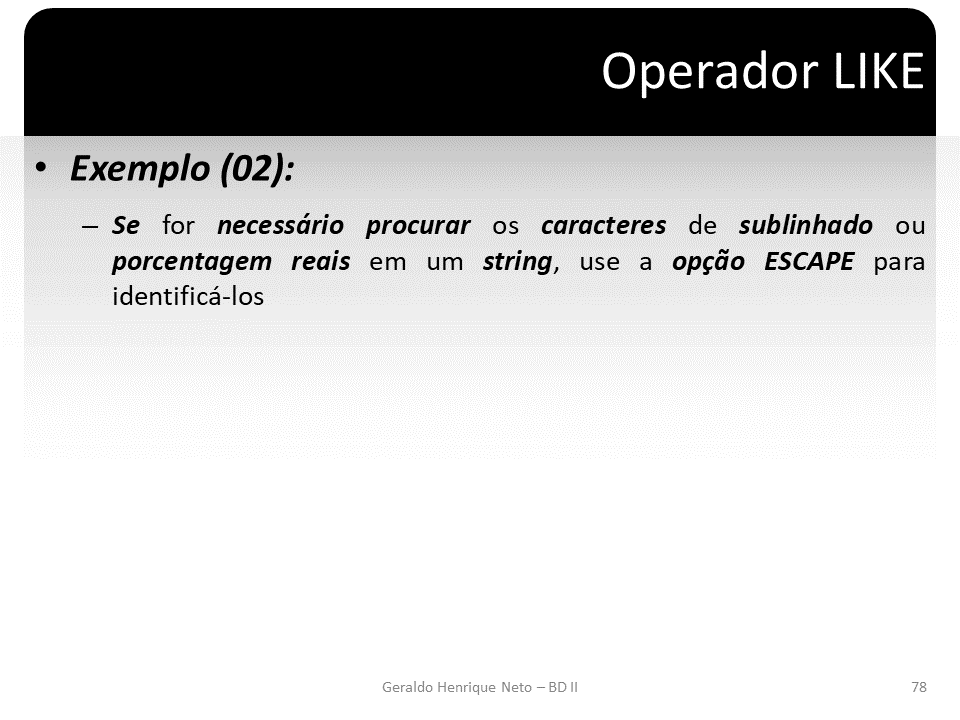 Operador LIKE
• Exemplo (02):
– Se for necessário procurar os caracteres de sublinhado ou
porcentagem reais em um string, use a opção ESCAPE para
identificá-los
Geraldo Henrique Neto – BD II
78